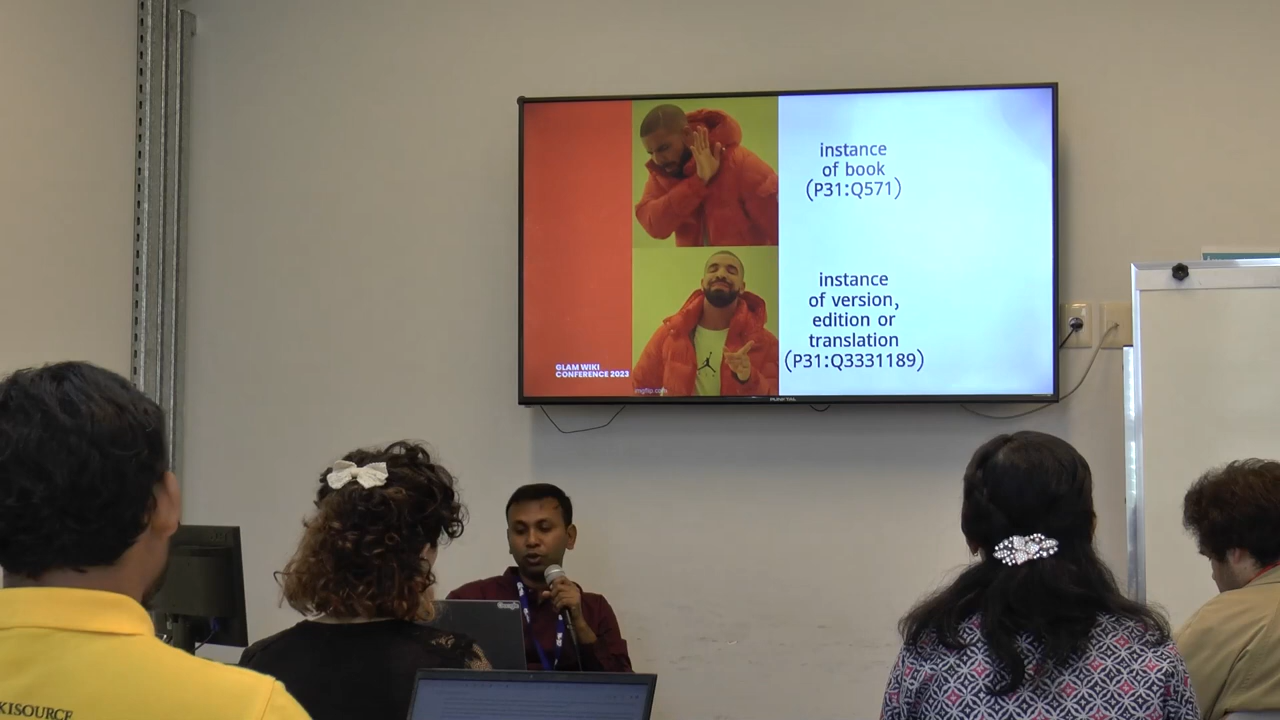 instance
of book
(P31:Q571)
instance
of version,
edition or
translation
(P31:Q3331189)
GLAM WIKI
CONFERENCE 2023
imgflip.com
Google
KISOURCE